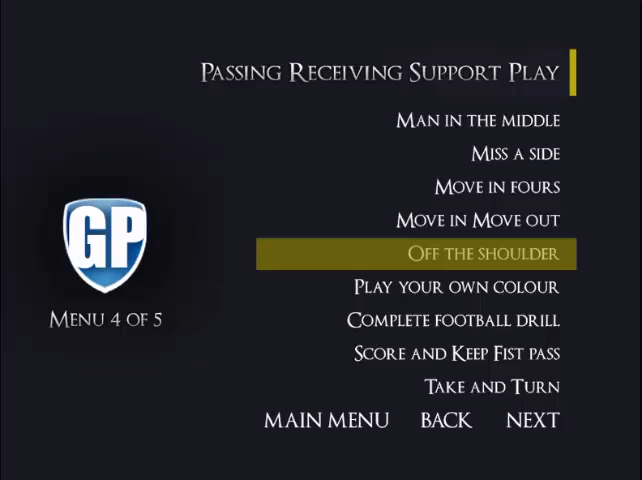 Passing Receiving Support Play
Man in the middle
Miss a side
Move in fours
Move in Move out
Off the shoulder
GP
Play your own colour
Menu 4 of 5
Complete football drill
Score and Keep Fist pass
Take and Turn
MAIN MENU BACK NEXT